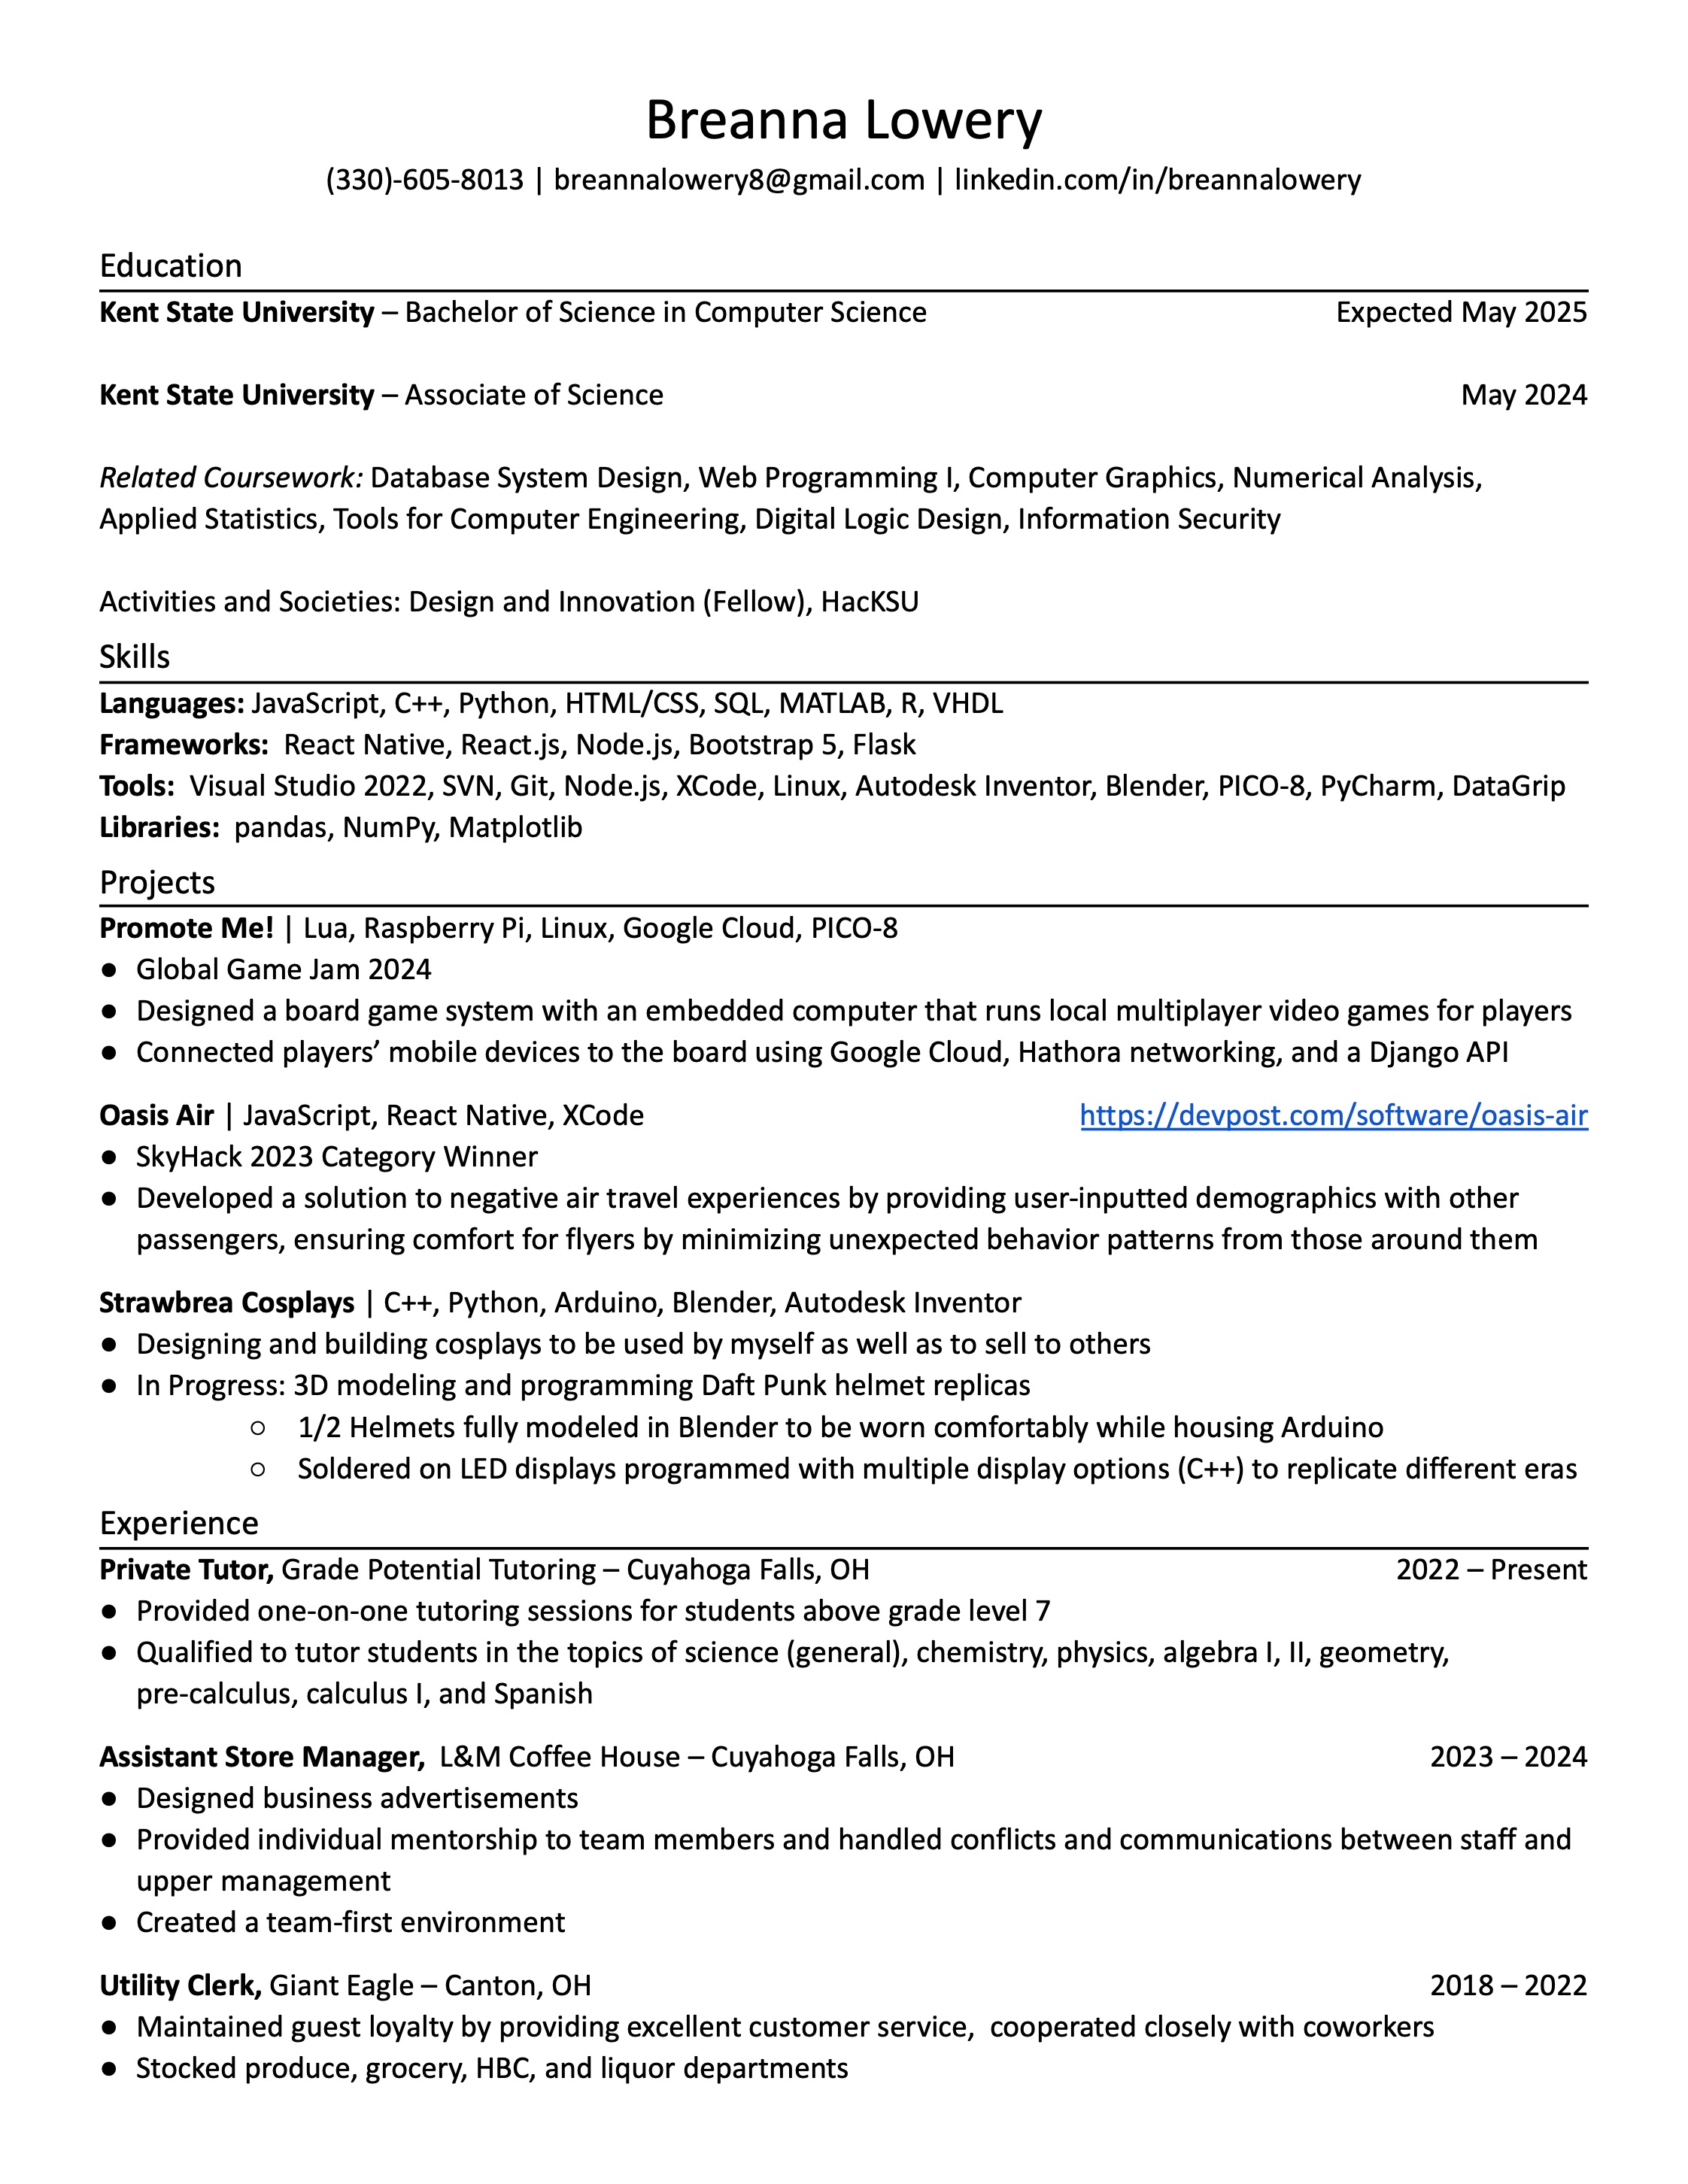 Breanna Lowery
(330)-605-8013 | breannalowery8@gmail.com | linkedin.com/in/breannalowery
Education
Kent State University – Bachelor of Science in Computer Science Expected May 2025
Kent State University – Associate of Science May 2024
Related Coursework: Database System Design, Web Programming I, Computer Graphics, Numerical Analysis,
Applied Statistics, Tools for Computer Engineering, Digital Logic Design, Information Security
Activities and Societies: Design and Innovation (Fellow), HacKSU
Skills
Languages: JavaScript, C++, Python, HTML/CSS, SQL, MATLAB, R, VHDL
Frameworks: React Native, React.js, Node.js, Bootstrap 5, Flask
Tools: Visual Studio 2022, SVN, Git, Node.js, XCode, Linux, Autodesk Inventor, Blender, PICO-8, PyCharm, DataGrip
Libraries: pandas, NumPy, Matplotlib
Projects
Promote Me! | Lua, Raspberry Pi, Linux, Google Cloud, PICO-8
● Global Game Jam 2024
● Designed a board game system with an embedded computer that runs local multiplayer video games for players
● Connected players’ mobile devices to the board using Google Cloud, Hathora networking, and a Django API
Oasis Air | JavaScript, React Native, XCode https://devpost.com/software/oasis-air
● SkyHack 2023 Category Winner
● Developed a solution to negative air travel experiences by providing user-inputted demographics with other
passengers, ensuring comfort for flyers by minimizing unexpected behavior patterns from those around them
Strawbrea Cosplays | C++, Python, Arduino, Blender, Autodesk Inventor
● Designing and building cosplays to be used by myself as well as to sell to others
● In Progress: 3D modeling and programming Daft Punk helmet replicas
○ 1/2 Helmets fully modeled in Blender to be worn comfortably while housing Arduino
○ Soldered on LED displays programmed with multiple display options (C++) to replicate different eras
Experience
Private Tutor, Grade Potential Tutoring – Cuyahoga Falls, OH 2022 – Present
● Provided one-on-one tutoring sessions for students above grade level 7
● Qualified to tutor students in the topics of science (general), chemistry, physics, algebra I, II, geometry,
pre-calculus, calculus I, and Spanish
Assistant Store Manager, L&M Coffee House – Cuyahoga Falls, OH 2023 – 2024
● Designed business advertisements
● Provided individual mentorship to team members and handled conflicts and communications between staff and
upper management
● Created a team-first environment
Utility Clerk, Giant Eagle – Canton, OH 2018 – 2022
● Maintained guest loyalty by providing excellent customer service, cooperated closely with coworkers
● Stocked produce, grocery, HBC, and liquor departments